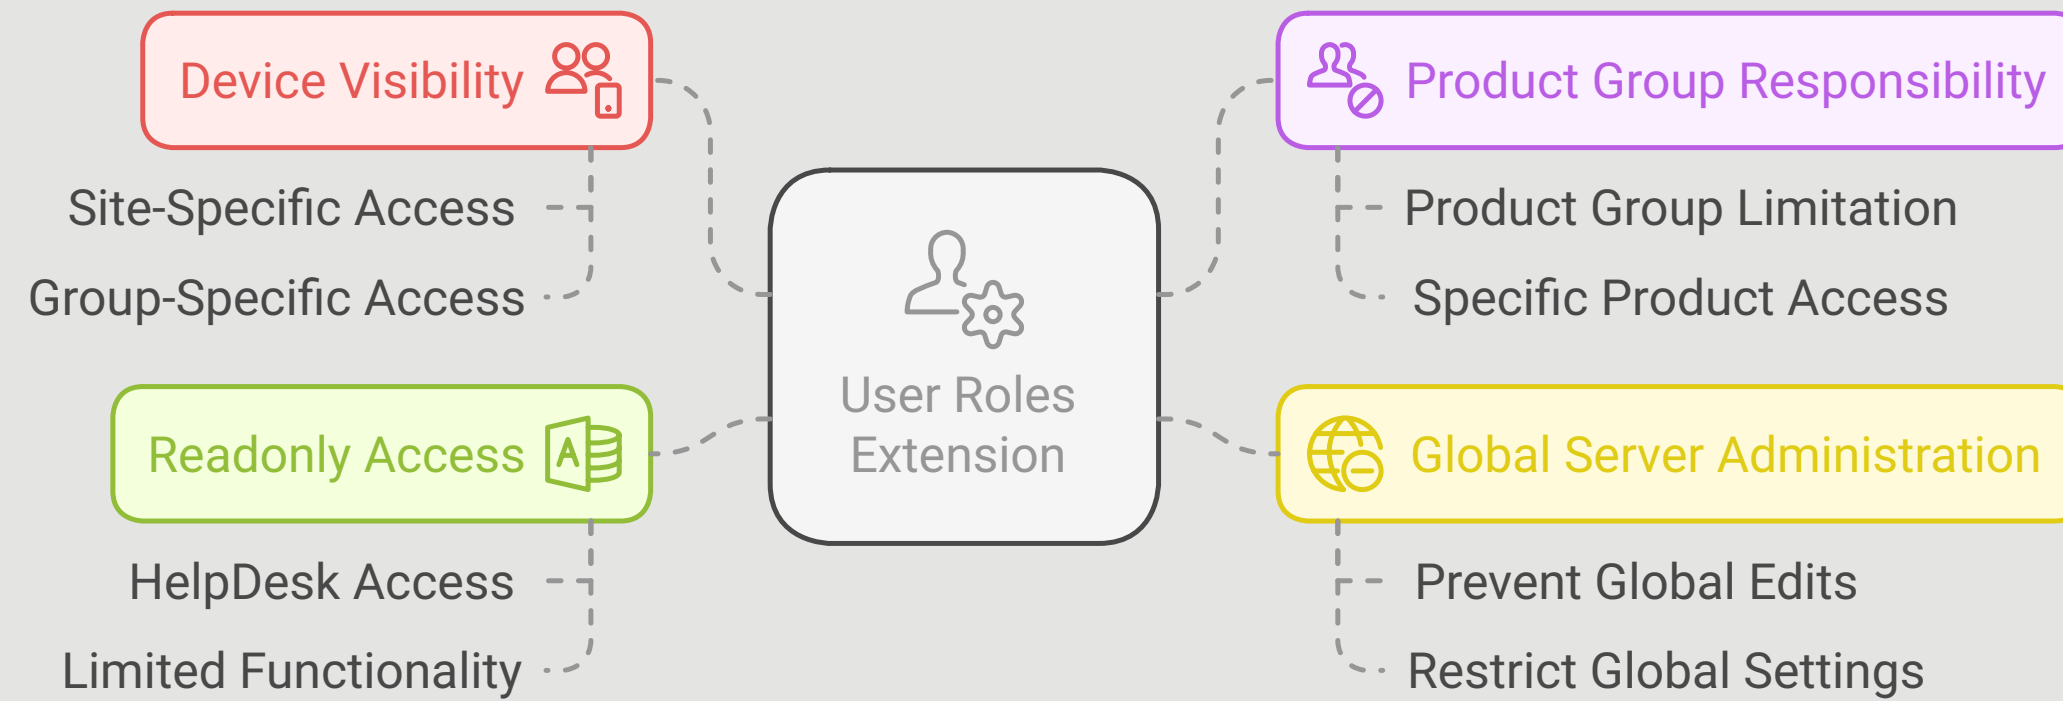 Device Visibility
Site-Specific Access
Group-Specific Access
Readonly Access
A
HelpDesk Access
Limited Functionality
User Roles
Extension
Product Group Responsibility
Product Group Limitation
Specific Product Access
Global Server Administration
Prevent Global Edits
Restrict Global Settings